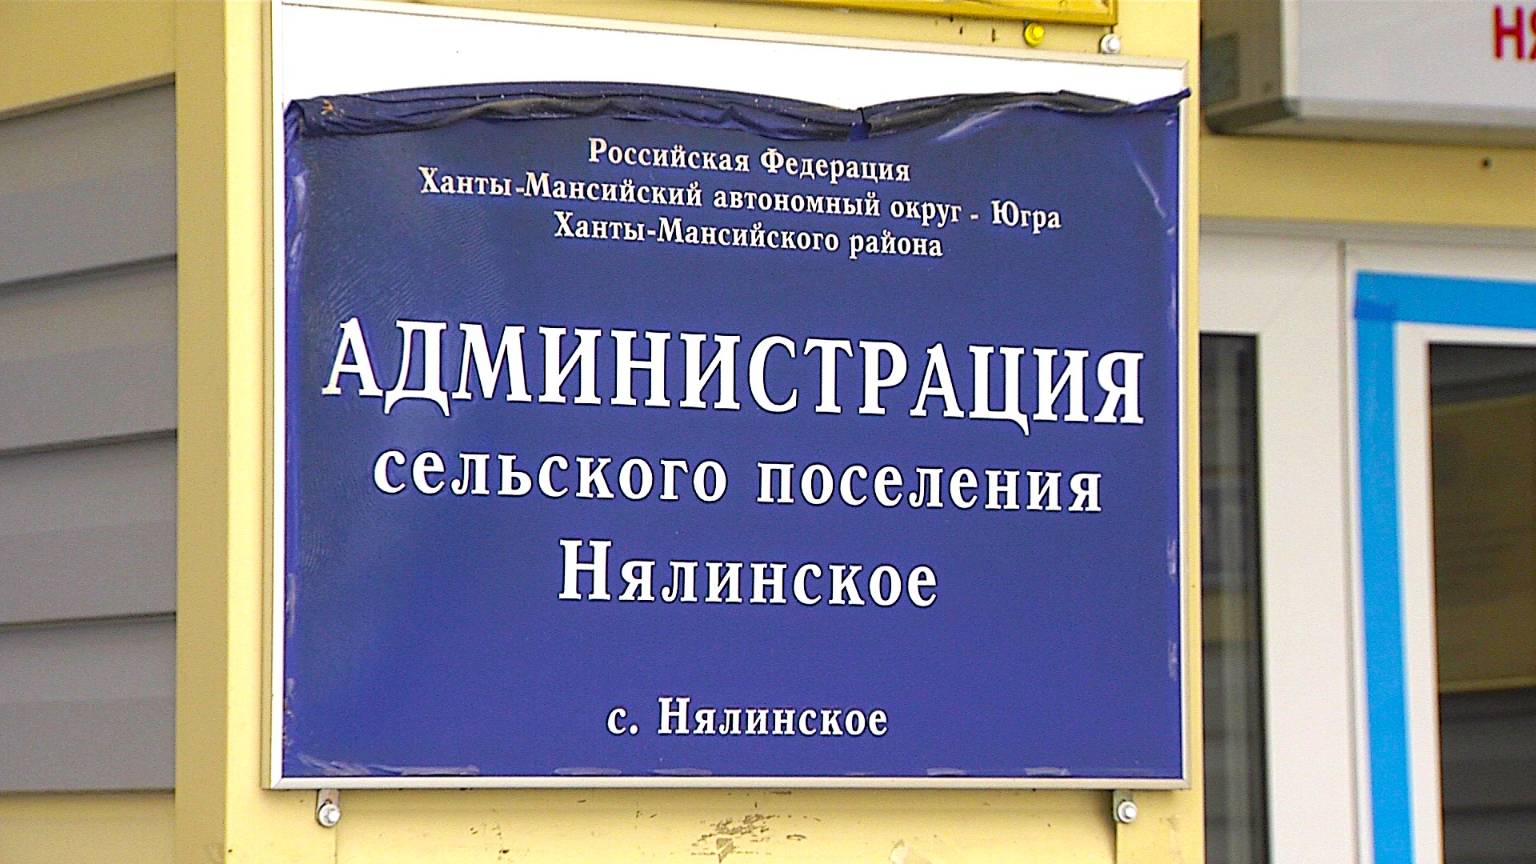 Российская Федерация
Ханты-Мансийский автономный округ - Югра
Ханты-Мансийского района
АДМИНИСТРАЦИЯ
сельского поселения
Нялинское
с. Нялинское